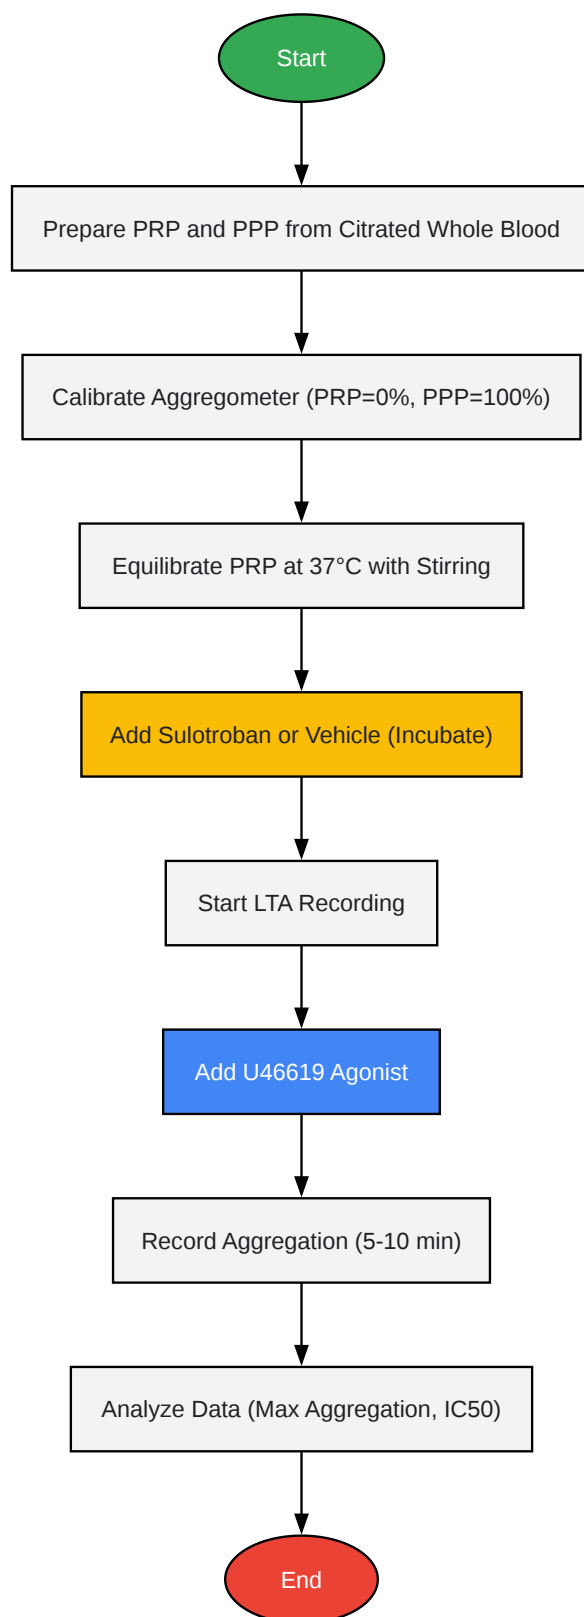 Start
Prepare PRP and PPP from Citrated Whole Blood
Calibrate Aggregometer (PRP=0%, PPP=100%)
Equilibrate PRP at 37°C with Stirring
Add Sulotroban or Vehicle (Incubate)
Start LTA Recording
Add U46619 Agonist
Record Aggregation (5-10 min)
Analyze Data (Max Aggregation, IC50)
End